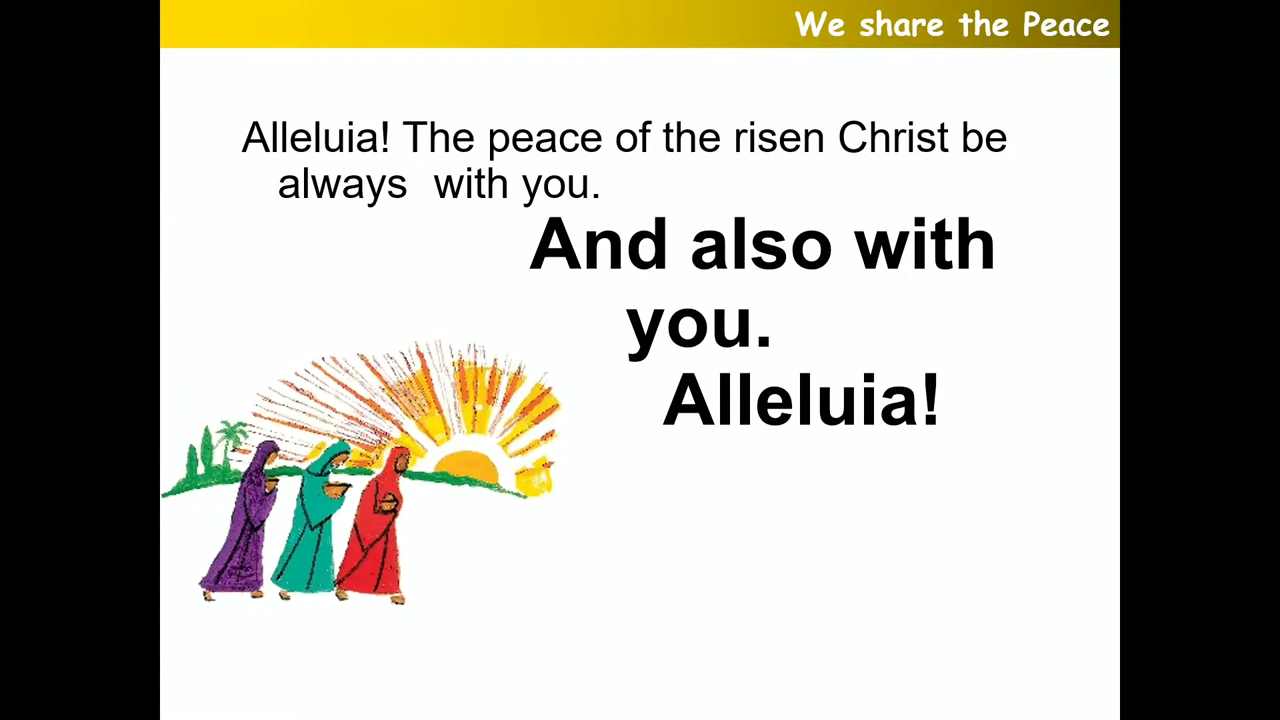 We share the Peace
Alleluia! The peace of the risen Christ be
always  with you.
And also with
you.
Alleluia!